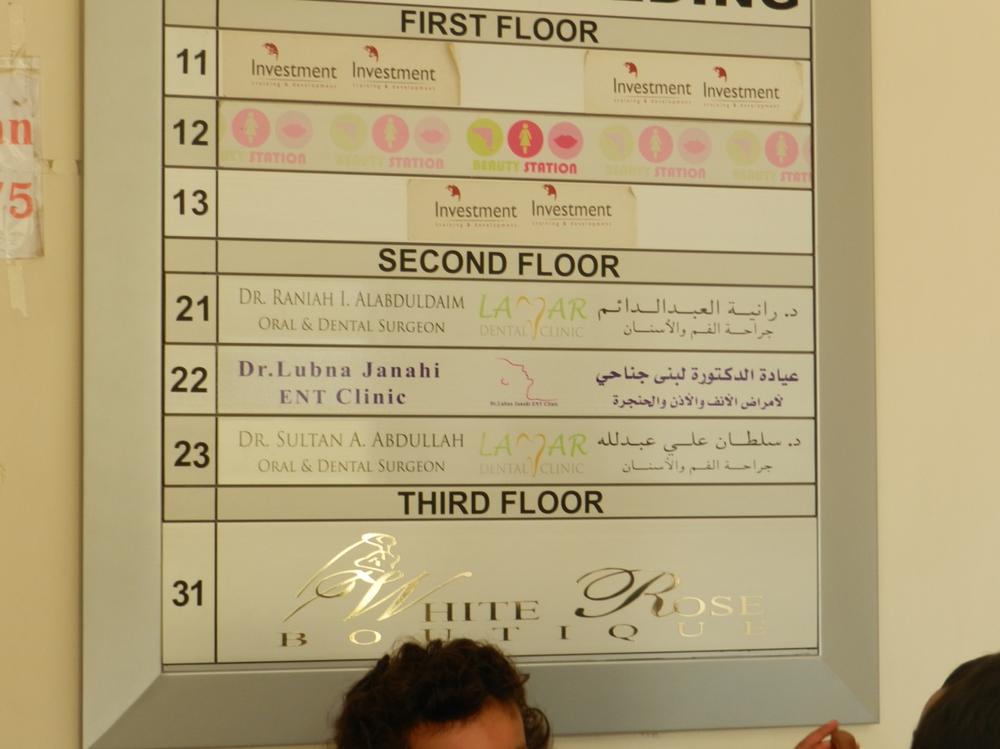 DING
FIRST FLOOR
11
Investment Investment Investment Investment
training & development training & development training & development training & development
12
STATION BEAUTY STATION BEAUTY STATION BEAUTY STATION BEAUTY
13
Investment Investment
training & development training & development
SECOND FLOOR
21
DR. RANIAH I. ALABDULDAIM LAMAR د. رانية العبدالدائم
ORAL & DENTAL SURGEON DENTAL CLINIC جراحة الفم والأسنان
22
Dr.Lubna Janahi عيادة الدكتورة لبنى جناحي
ENT Clinic Dr.Lubna Janahi ENT Clinic لأمراض الأنف والأذن والحنجرة
23
DR. SULTAN A. ABDULLAH LAMAR د. سلطان علي عبدلله
ORAL & DENTAL SURGEON DENTAL CLINIC جراحة الفم والأسنان
THIRD FLOOR
31
WHITE ROSE
BOUTIQUE
75